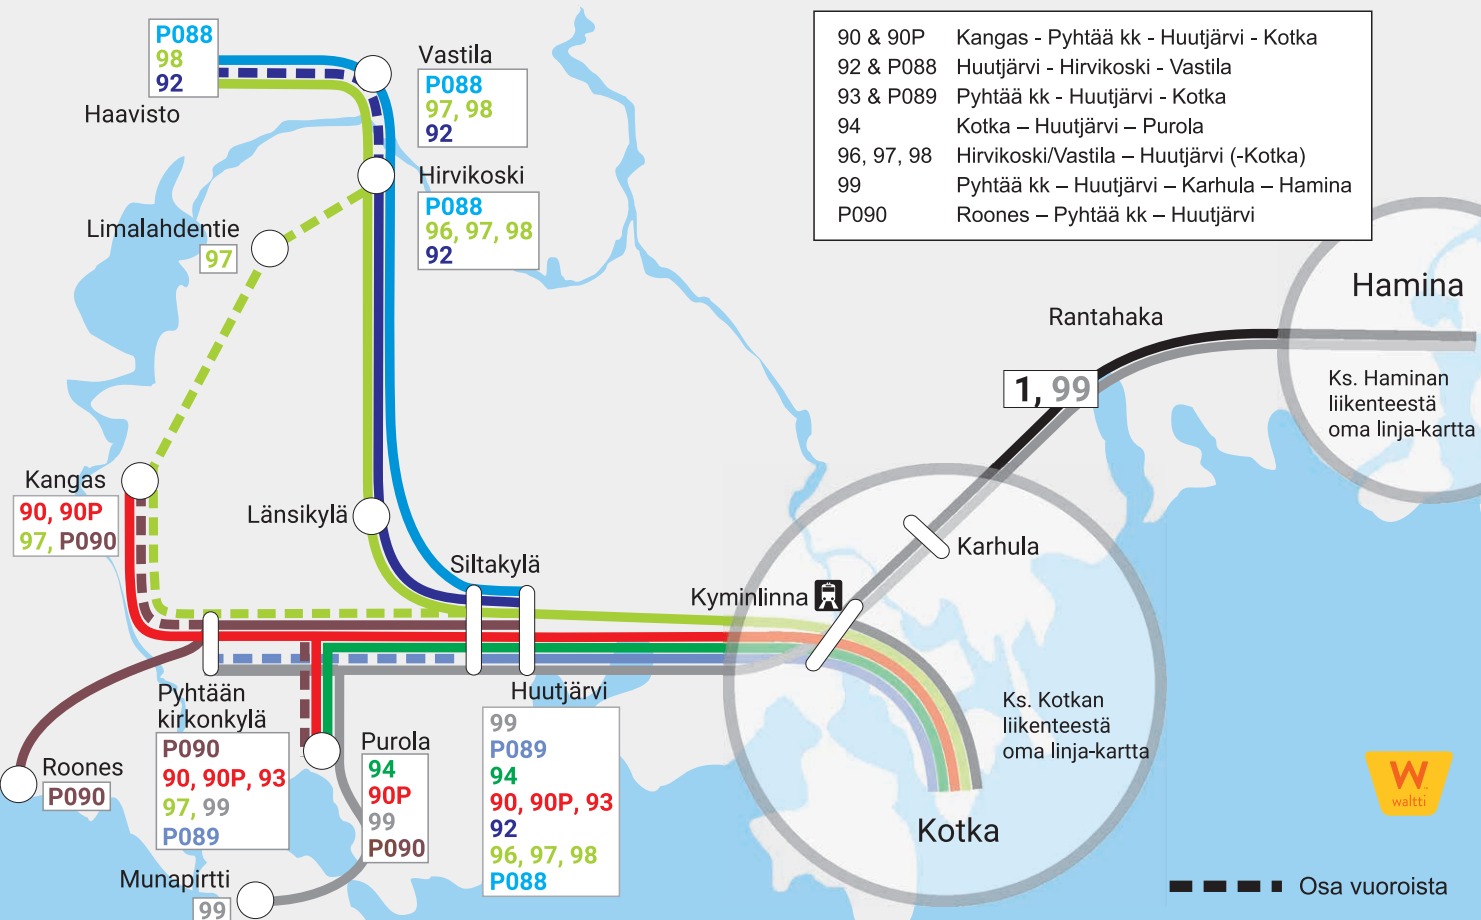 P088
98
92
Haavisto
Vastila
P088
97, 98
92
Hirvikoski
P088
96, 97, 98
92
Limalahdentie
97
90 & 90P Kangas - Pyhtää kk - Huutjärvi - Kotka
92 & P088 Huutjärvi - Hirvikoski - Vastila
93 & P089 Pyhtää kk - Huutjärvi - Kotka
94 Kotka – Huutjärvi – Purola
96, 97, 98 Hirvikoski/Vastila – Huutjärvi (-Kotka)
99 Pyhtää kk – Huutjärvi – Karhula – Hamina
P090 Roones – Pyhtää kk – Huutjärvi
Hamina
Rantahaka
1, 99
Ks. Haminan
liikenteestä
oma linja-kartta
Kangas
90, 90P
97, P090
Länsikylä
Siltakylä
Karhula
Kyminlinna
Pyhtään
kirkonkylä
P090
90, 90P, 93
97, 99
P089
Huutjärvi
99
P089
94
90, 90P, 93
92
96, 97, 98
P088
Purola
94
90P
99
P090
Roones
P090
Munapirtti
99
Ks. Kotkan
liikenteestä
oma linja-kartta
Kotka
W
waltti
Osa vuoroista